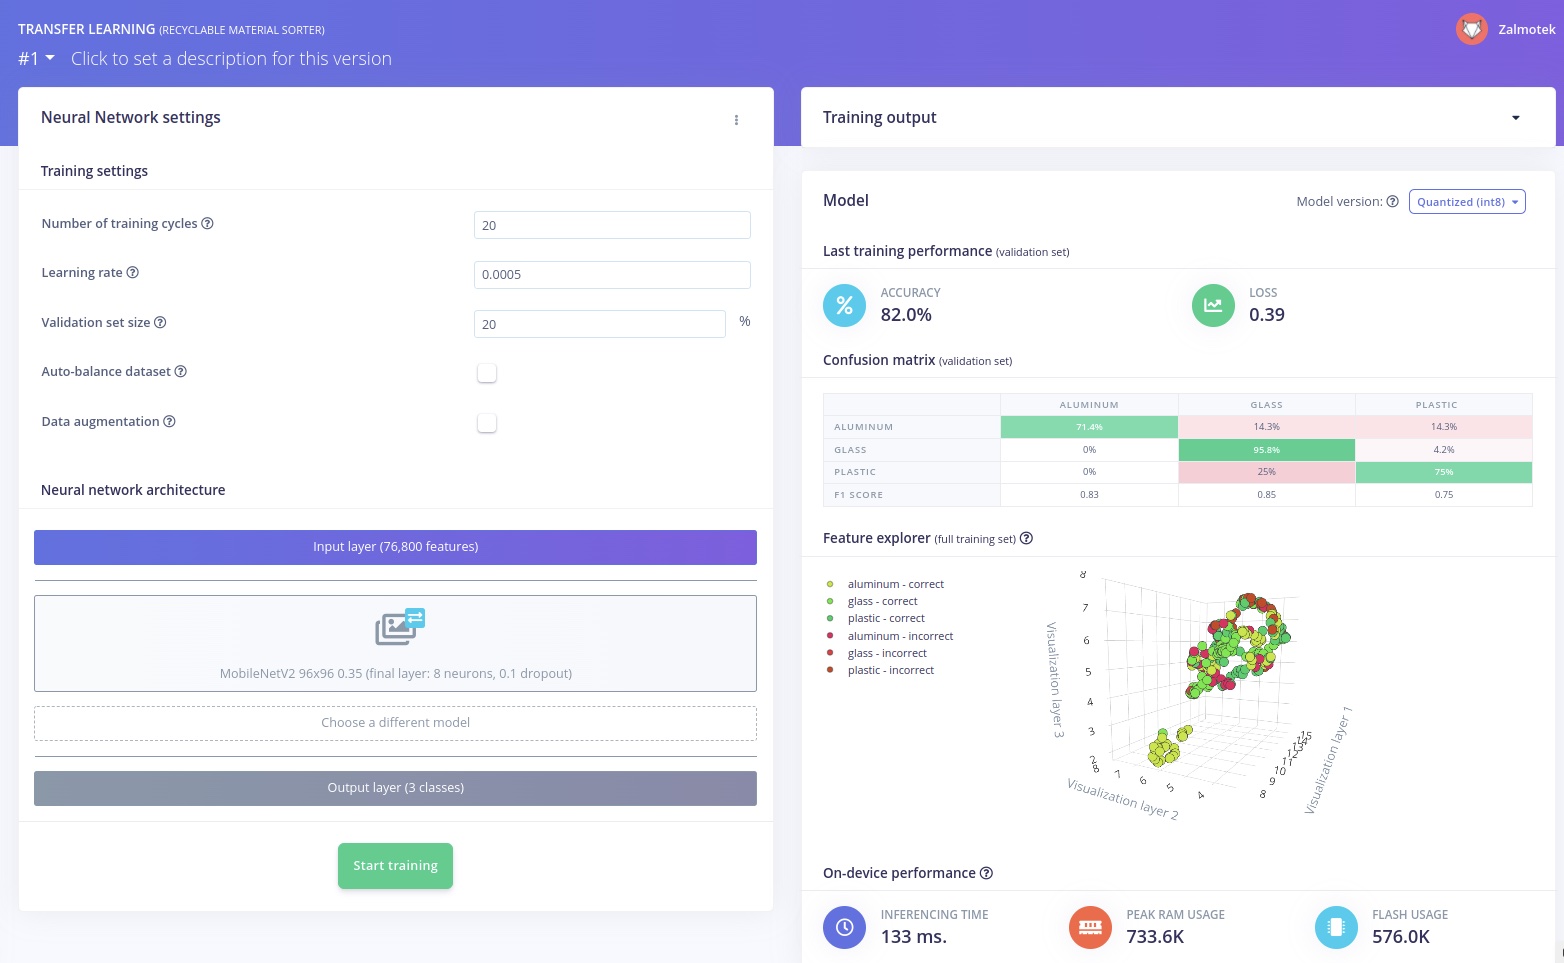 TRANSFER LEARNING (RECYCLABLE MATERIAL SORTER)
Zalmotek
#1 Click to set a description for this version
Neural Network settings
Training settings
Number of training cycles
20
Learning rate
0.0005
Validation set size
20
%
Auto-balance dataset
Data augmentation
Neural network architecture
Input layer (76,800 features)
MobileNetV2 96x96 0.35 (final layer: 8 neurons, 0.1 dropout)
Choose a different model
Output layer (3 classes)
Start training
Training output
Model
Model version: Quantized (int8)
Last training performance (validation set)
% ACCURACY
82.0%
LOSS
0.39
Confusion matrix (validation set)
ALUMINUM GLASS PLASTIC
ALUMINUM 71.4% 14.3% 14.3%
GLASS 0% 95.8% 4.2%
PLASTIC 0% 25% 75%
F1 SCORE 0.83 0.85 0.75
Feature explorer (full training set)
aluminum - correct
glass - correct
plastic - correct
aluminum - incorrect
glass - incorrect
plastic - incorrect
Visualization layer 3
8
7
6
5
4
3
2
Visualization layer 2
8 7 6 5 4
Visualization layer 1
15
14
13
12
11
10
9
8
On-device performance
INFERENCING TIME
133 ms.
PEAK RAM USAGE
733.6K
FLASH USAGE
576.0K